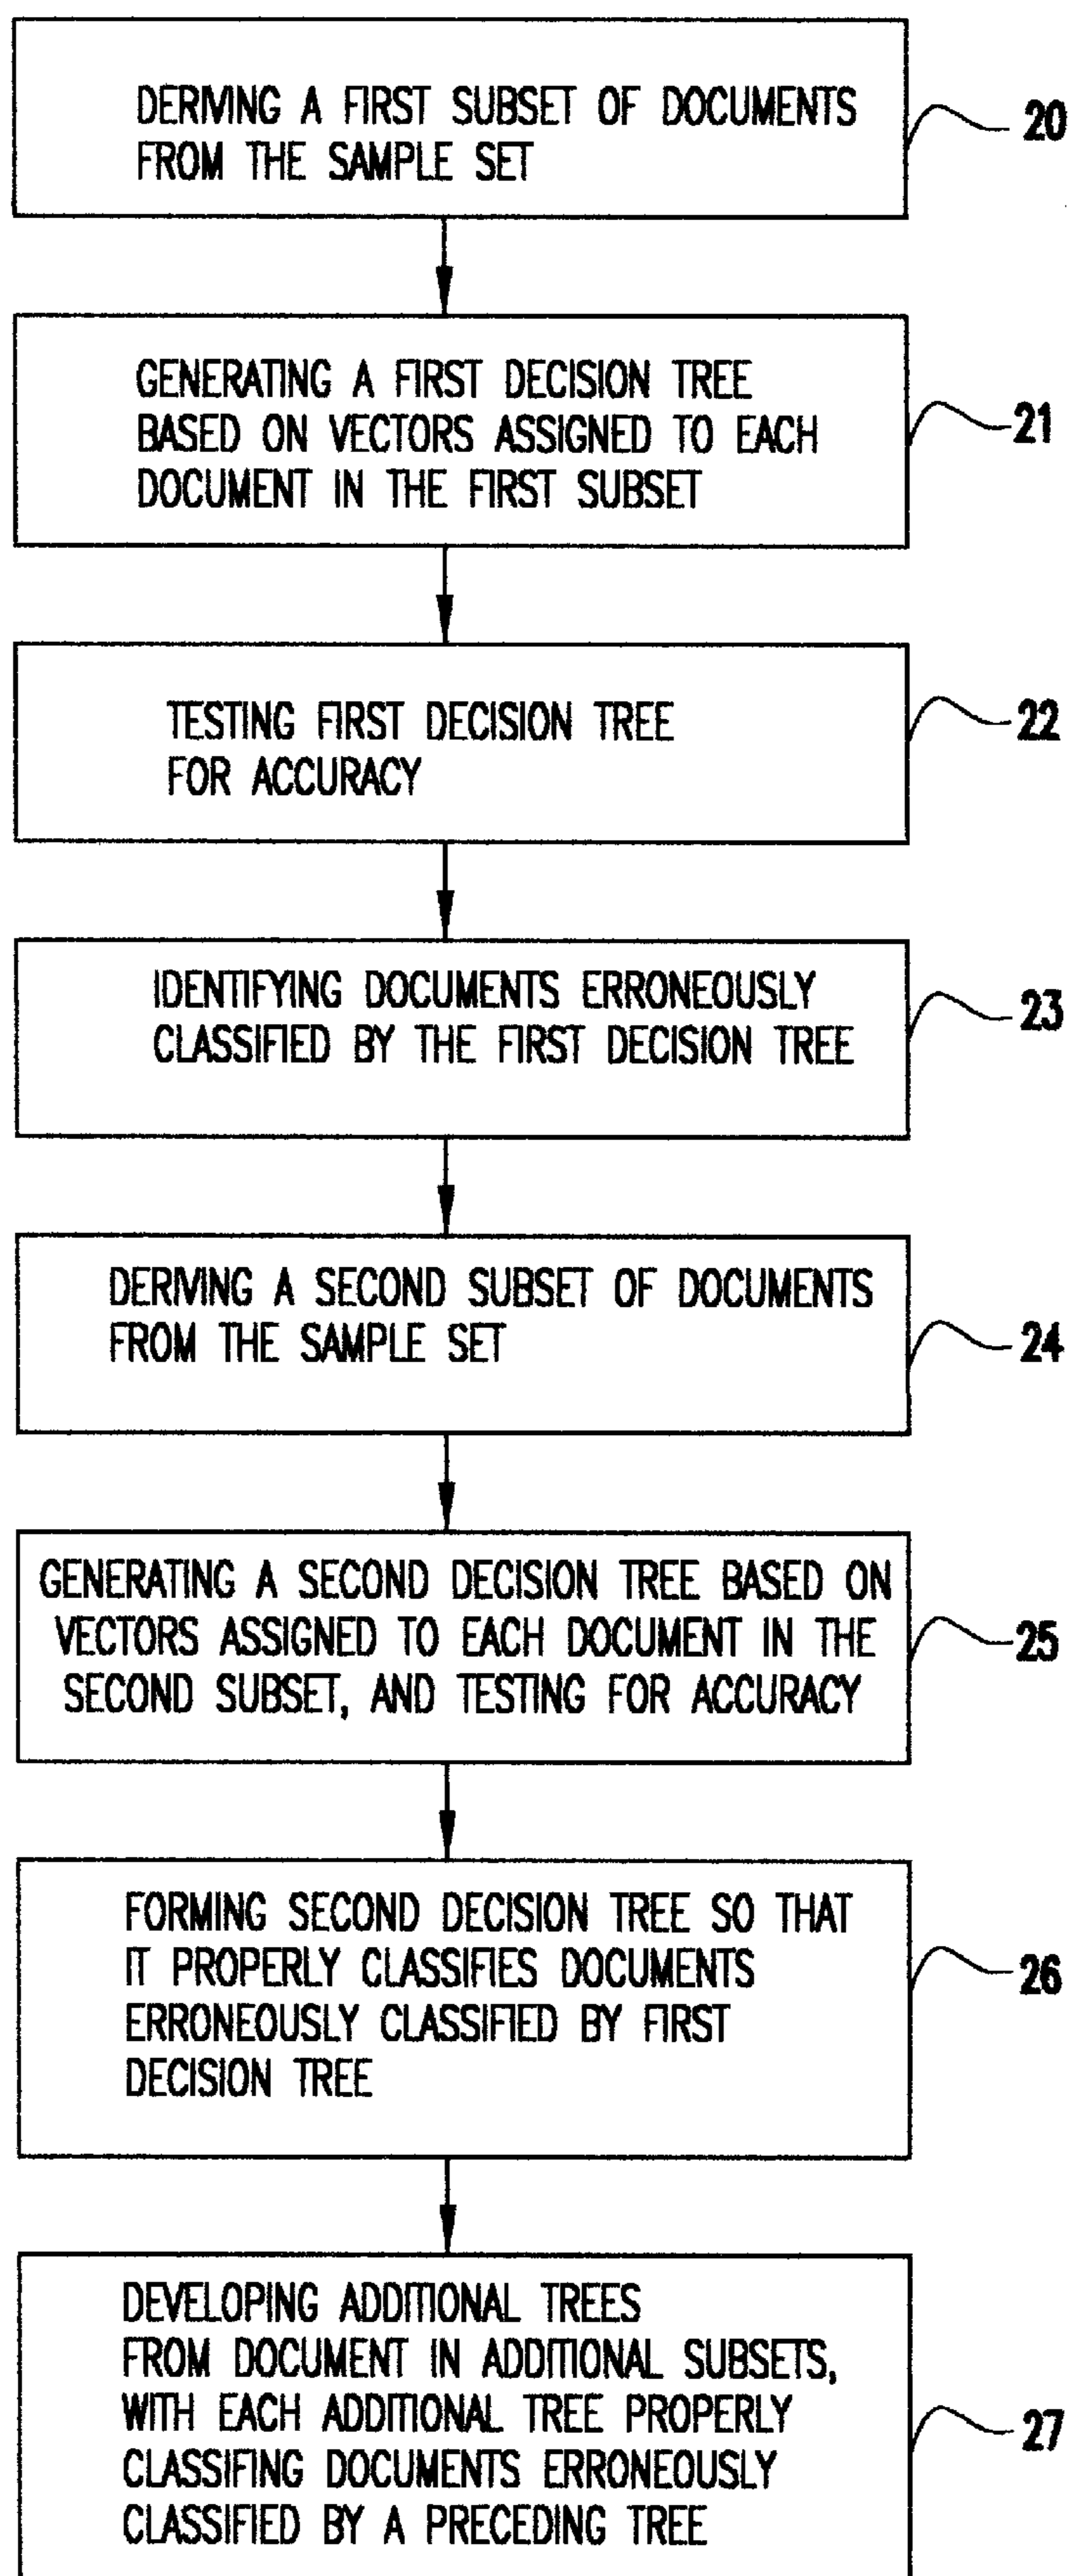 DERIVING A FIRST SUBSET OF DOCUMENTS
FROM THE SAMPLE SET
20
GENERATING A FIRST DECISION TREE
BASED ON VECTORS ASSIGNED TO EACH
DOCUMENT IN THE FIRST SUBSET
21
TESTING FIRST DECISION TREE
FOR ACCURACY
22
IDENTIFYING DOCUMENTS ERRONEOUSLY
CLASSIFIED BY THE FIRST DECISION TREE
23
DERIVING A SECOND SUBSET OF DOCUMENTS
FROM THE SAMPLE SET
24
GENERATING A SECOND DECISION TREE BASED ON
VECTORS ASSIGNED TO EACH DOCUMENT IN THE
SECOND SUBSET, AND TESTING FOR ACCURACY
25
FORMING SECOND DECISION TREE SO THAT
IT PROPERLY CLASSIFIES DOCUMENTS
ERRONEOUSLY CLASSIFIED BY FIRST
DECISION TREE
26
DEVELOPING ADDITIONAL TREES
FROM DOCUMENT IN ADDITIONAL SUBSETS,
WITH EACH ADDITIONAL TREE PROPERLY
CLASSIFING DOCUMENTS ERRONEOUSLY
CLASSIFIED BY A PRECEDING TREE
27